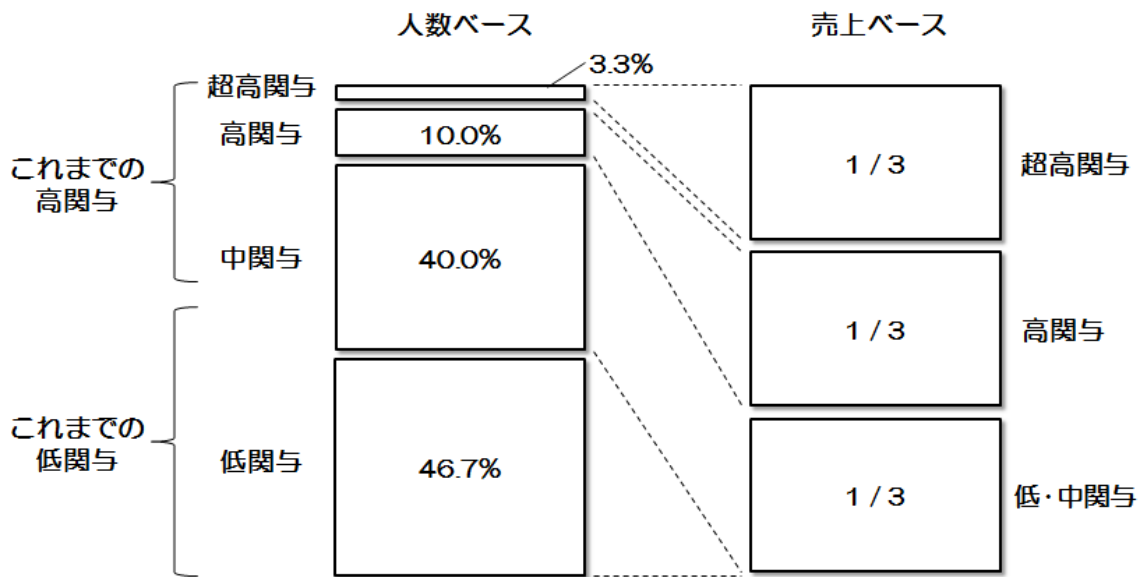 人数ベース
売上ベース
3.3%
超高関与
高関与
10.0%
これまでの
高関与
中関与
40.0%
これまでの
低関与
低関与
46.7%
1 / 3
超高関与
1 / 3
高関与
1 / 3
低・中関与